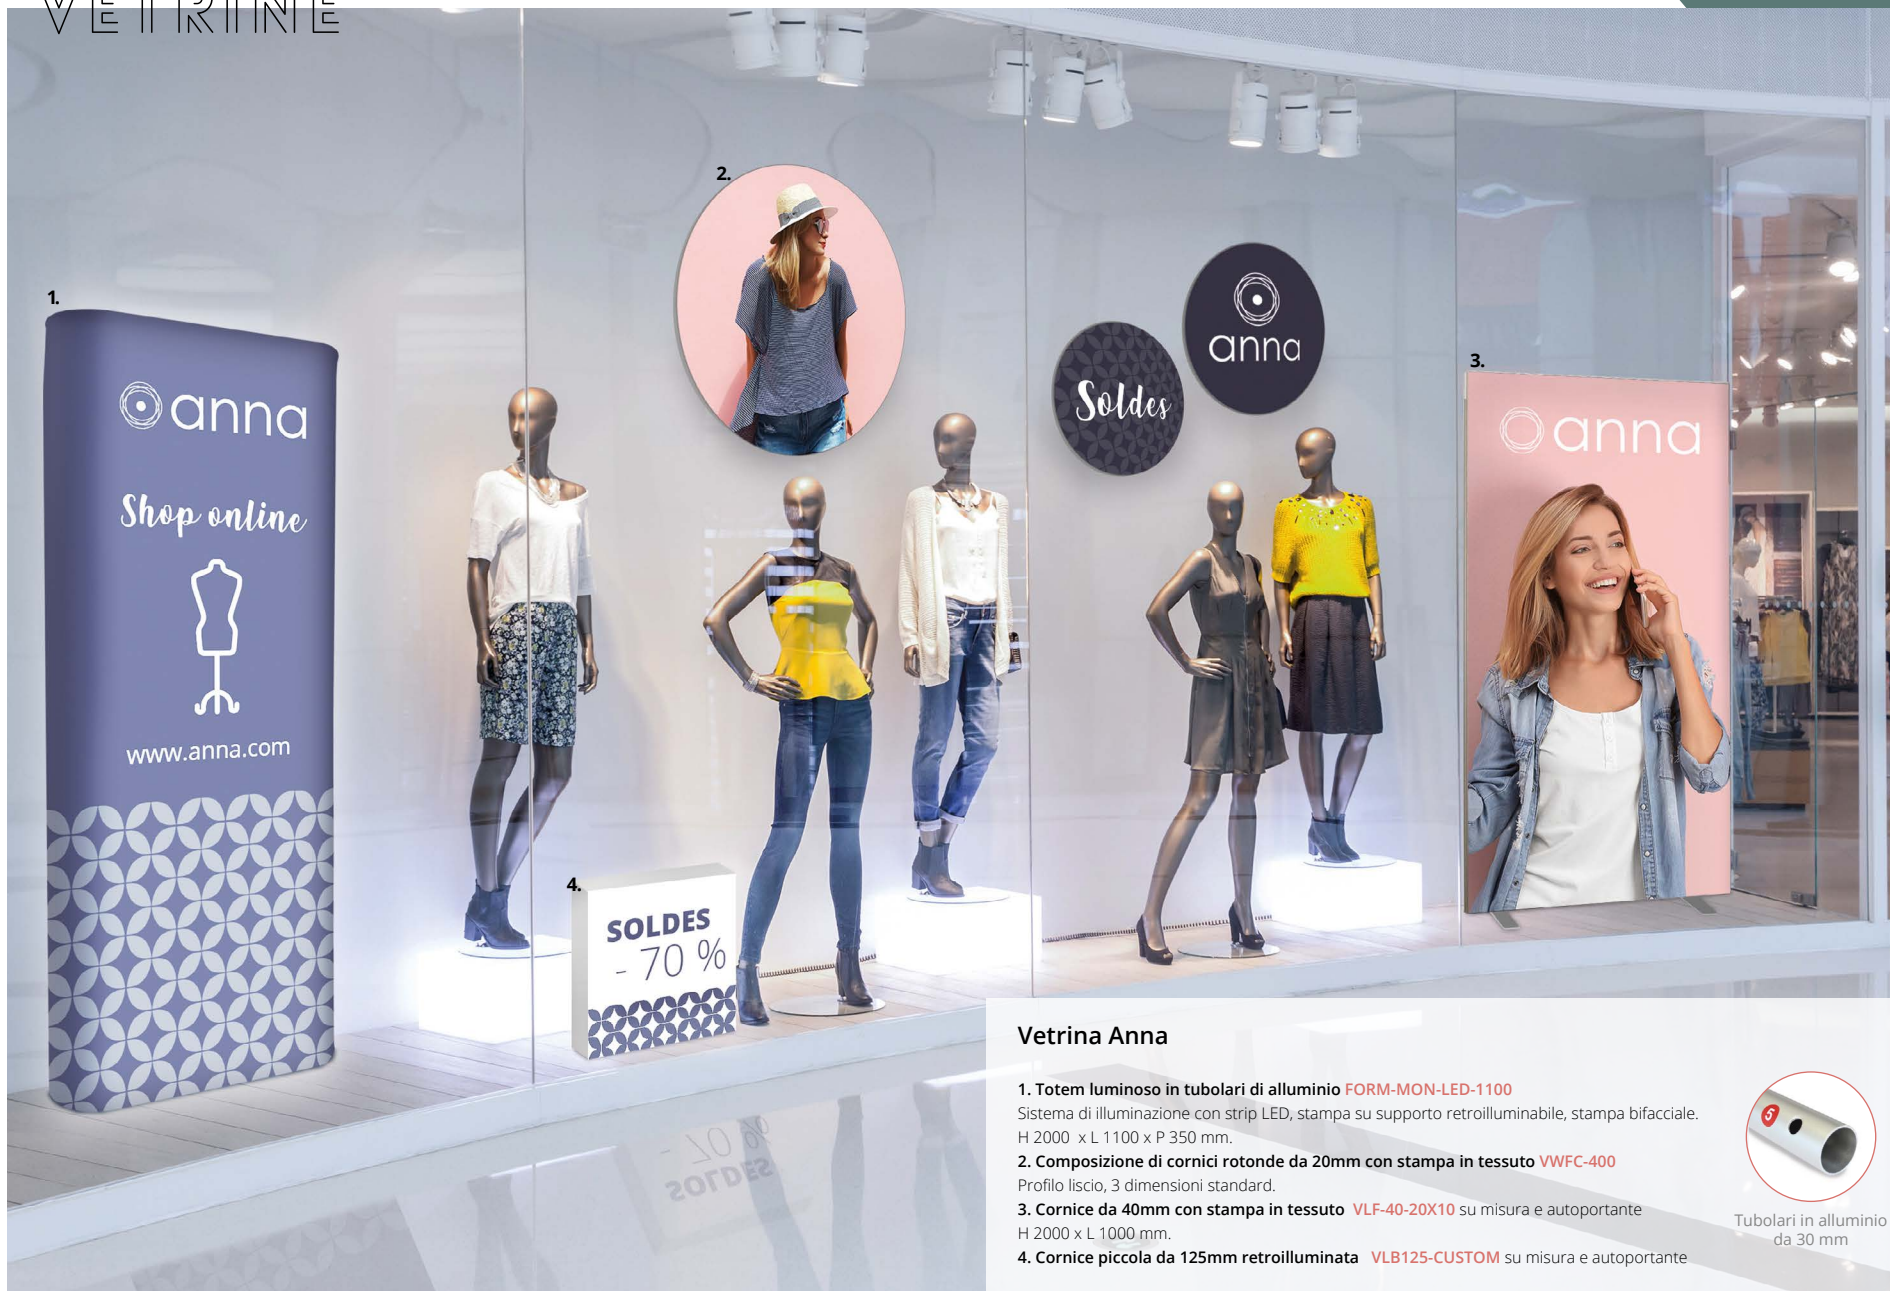 VETRINE
1.
anna
Shop online
www.anna.com
2.
Soldes
anna
3.
anna
4.
SOLDES
- 70 %
- 70 %
SOLDES
Vetrina Anna
1. Totem luminoso in tubolari di alluminio FORM-MON-LED-1100
Sistema di illuminazione con strip LED, stampa su supporto retroilluminabile, stampa bifacciale.
H 2000 x L 1100 x P 350 mm.
2. Composizione di cornici rotonde da 20mm con stampa in tessuto VWFC-400
Profilo liscio, 3 dimensioni standard.
3. Cornice da 40mm con stampa in tessuto VLF-40-20X10 su misura e autoportante
H 2000 x L 1000 mm.
4. Cornice piccola da 125mm retroilluminata VLB125-CUSTOM su misura e autoportante
5
Tubolari in alluminio
da 30 mm